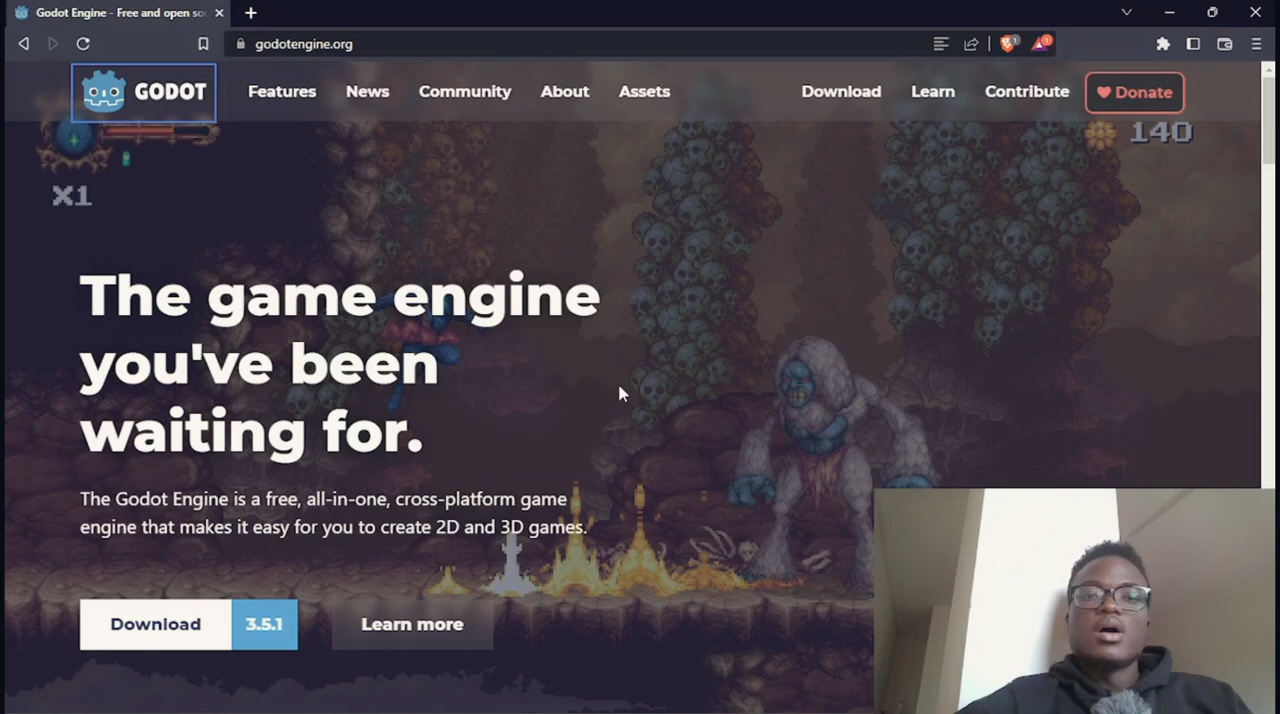 Godot Engine - Free and open so
godotengine.org
1
1
GODOT
Features
News
Community
About
Assets
Download
Learn
Contribute
Donate
140
X1
The game engine
you've been
waiting for.
The Godot Engine is a free, all-in-one, cross-platform game
engine that makes it easy for you to create 2D and 3D games.
Download
3.5.1
Learn more